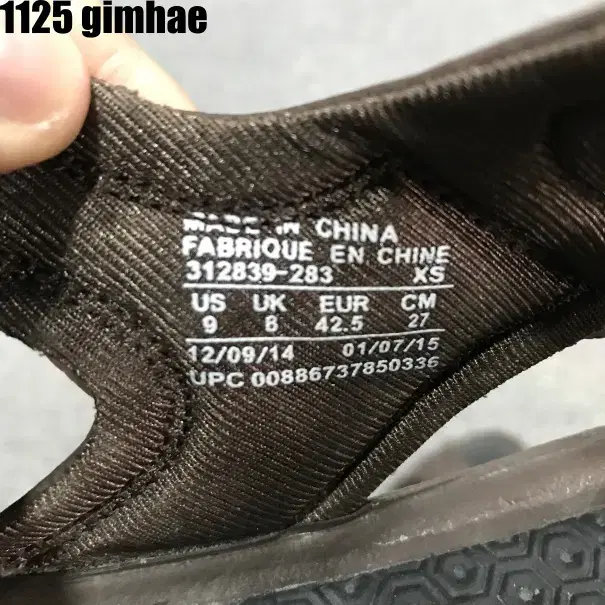 1125 gimhae
MADE IN CHINA
FABRIQUE EN CHINE
312839-283 XS
US UK EUR CM
9 8 42.5 27
12/09/14 01/07/15
UPC 00886737850336